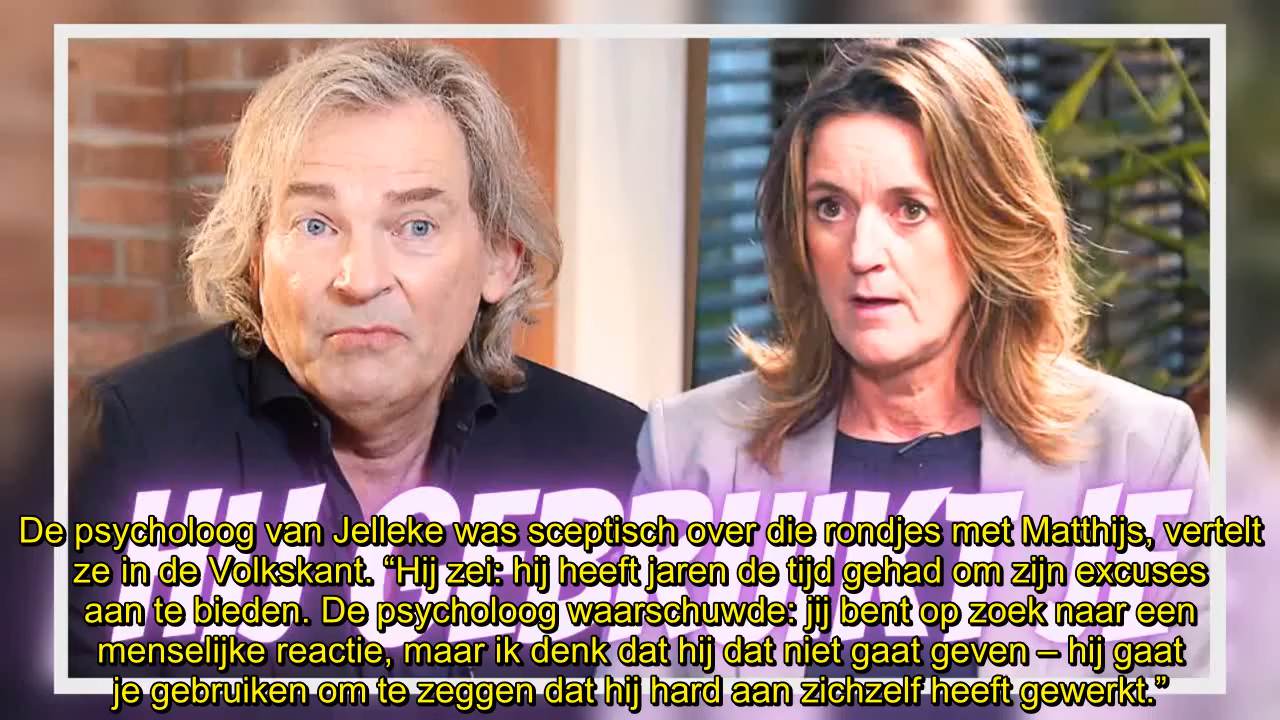 HIJ GEBRUIKT JE
De psycholoog van Jelleke was sceptisch over die rondjes met Matthijs, vertelt
ze in de Volkskant. “Hij zei: hij heeft jaren de tijd gehad om zijn excuses
aan te bieden. De psycholoog waarschuwde: jij bent op zoek naar een
menselijke reactie, maar ik denk dat hij dat niet gaat geven – hij gaat
je gebruiken om te zeggen dat hij hard aan zichzelf heeft gewerkt.”